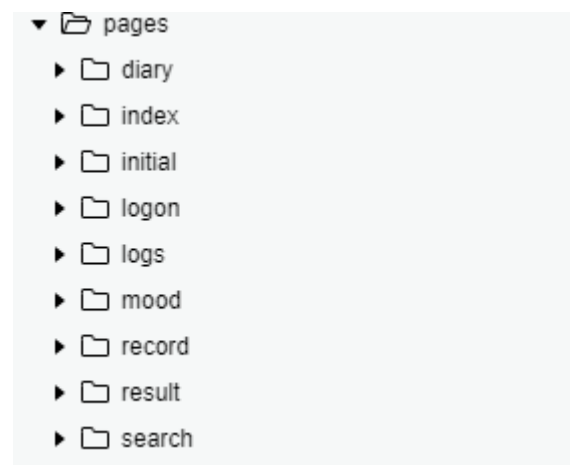 pages
diary
index
initial
logon
logs
mood
record
result
search